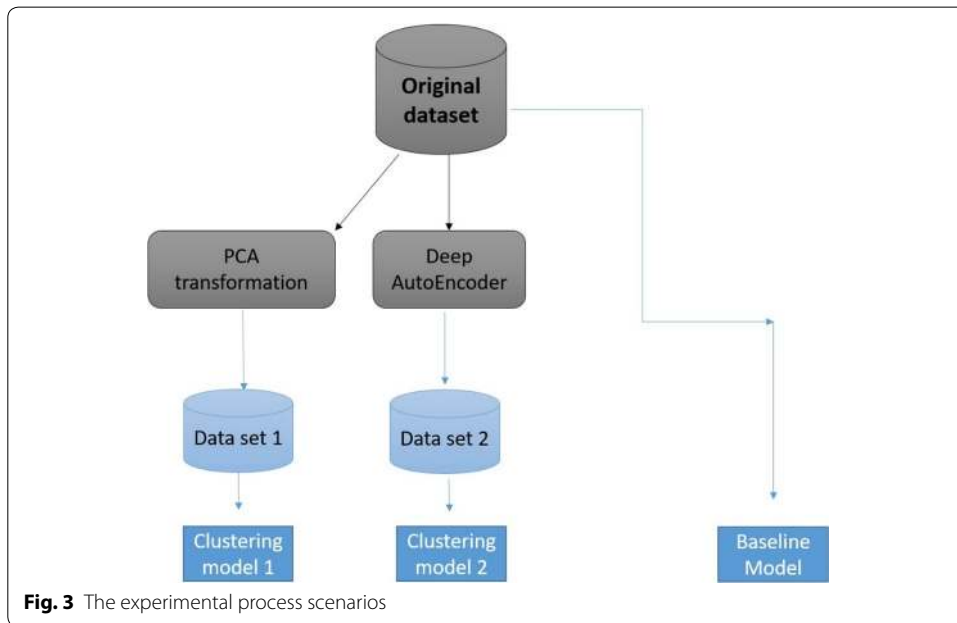 Original
dataset
PCA
transformation
Deep
AutoEncoder
Data set 1
Data set 2
Clustering
model 1
Clustering
model 2
Baseline
Model
Fig. 3 The experimental process scenarios